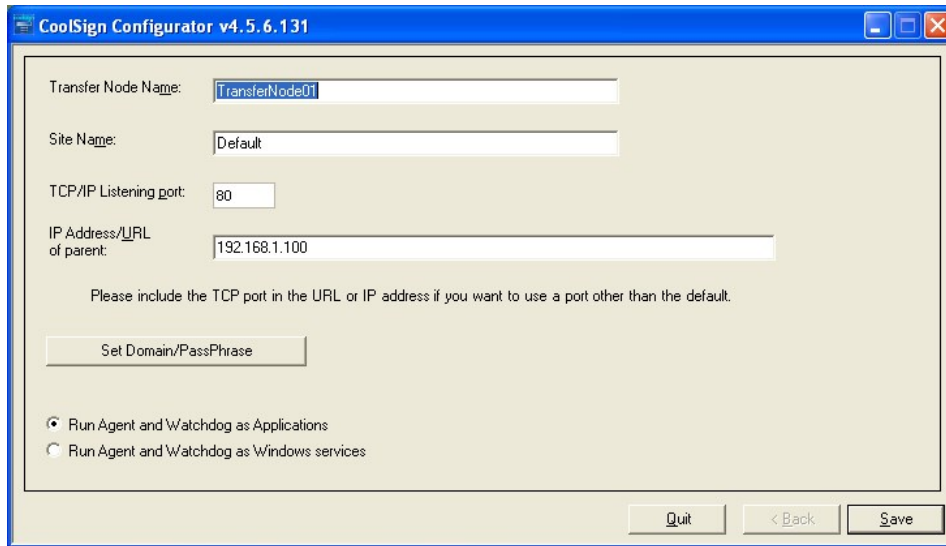 CoolSign Configurator v4.5.6.131
Transfer Node Name:
TransferNode01
Site Name:
Default
TCP/IP Listening port:
80
IP Address/URL
of parent:
192.168.1.100
Please include the TCP port in the URL or IP address if you want to use a port other than the default.
Set Domain/PassPhrase
Run Agent and Watchdog as Applications
Run Agent and Watchdog as Windows services
Quit
< Back
Save